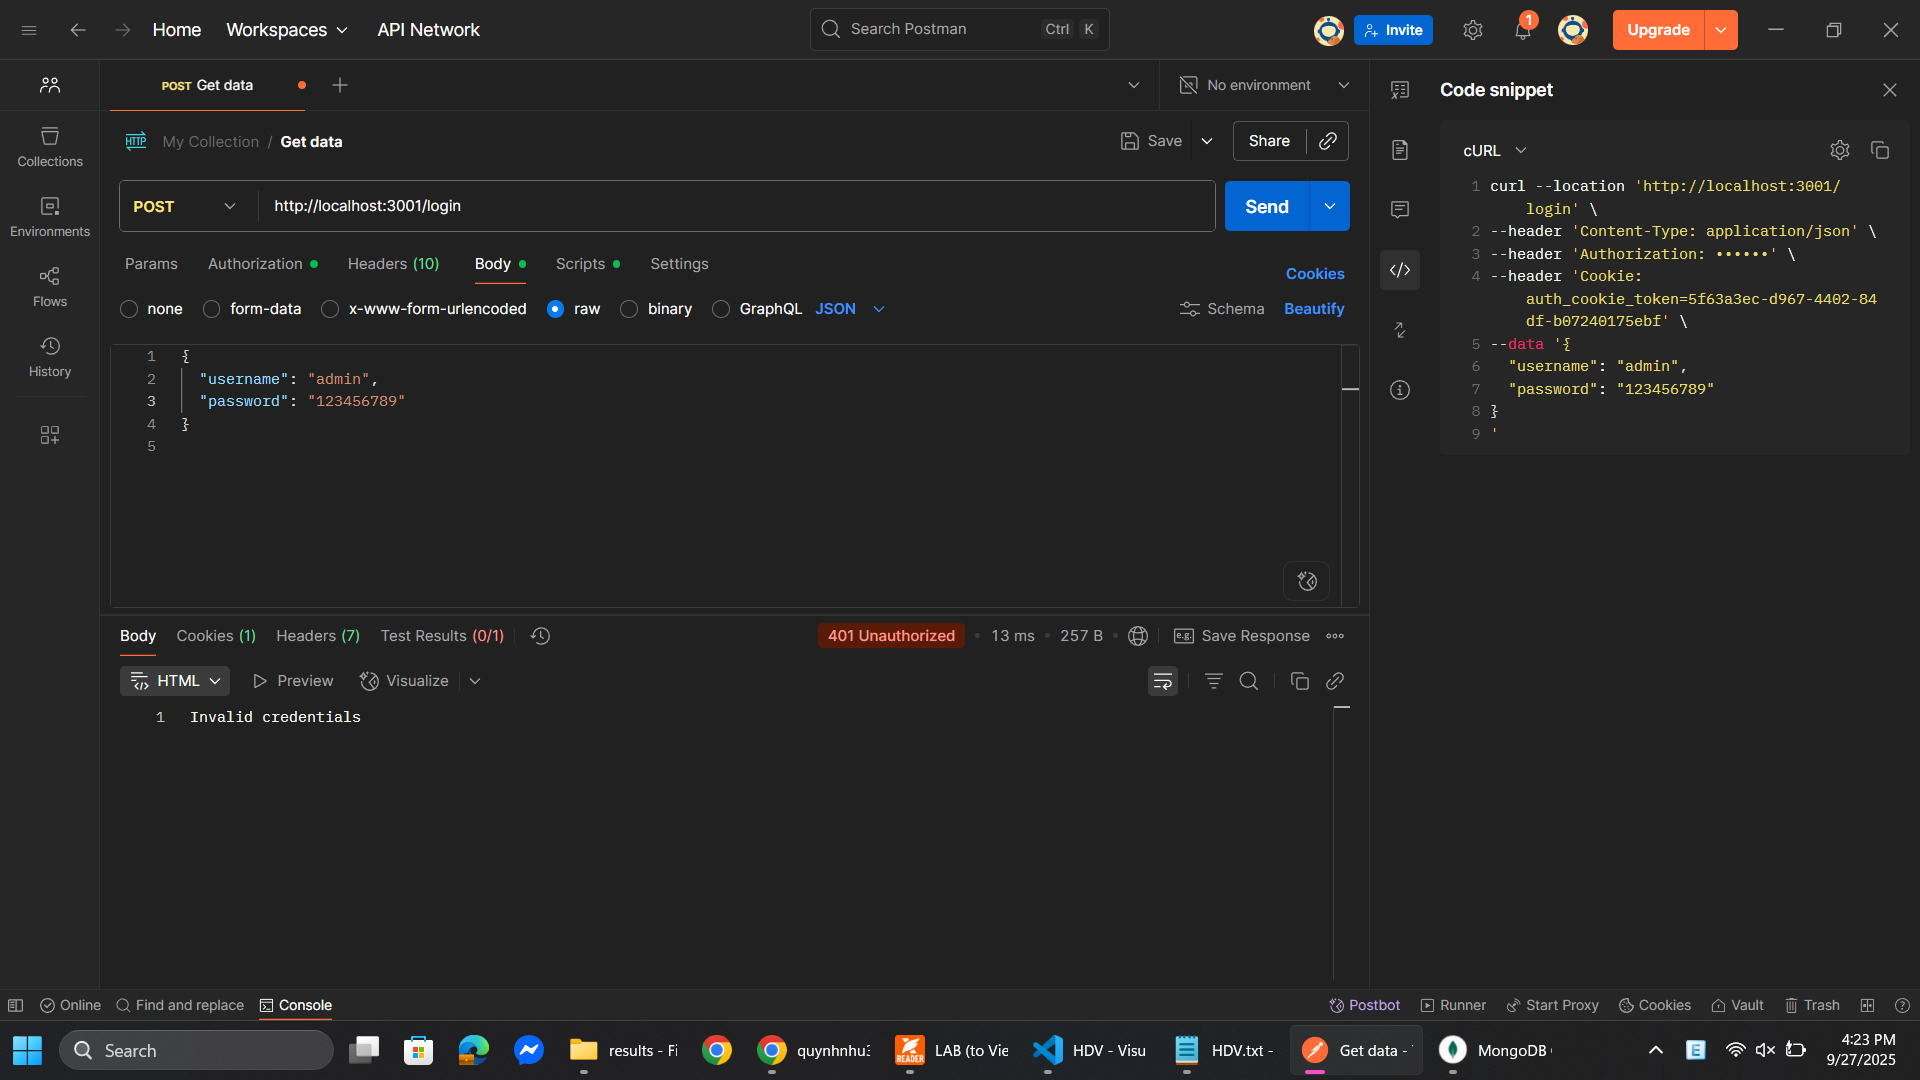 Home
Workspaces
API Network
Search Postman
Ctrl K
Invite
1
Upgrade
POST Get data
No environment
Code snippet
Collections
Environments
Flows
History
HTTP My Collection / Get data
Save
Share
POST
http://localhost:3001/login
Send
Params
Authorization
Headers (10)
Body
Scripts
Settings
Cookies
none
form-data
x-www-form-urlencoded
raw
binary
GraphQL
JSON
Schema
Beautify
1 {
2 "username": "admin",
3 "password": "123456789"
4 }
5
cURL
1 curl --location 'http://localhost:3001/
login' \
2 --header 'Content-Type: application/json' \
3 --header 'Authorization: ••••••' \
4 --header 'Cookie:
auth_cookie_token=5f63a3ec-d967-4402-84
df-b07240175ebf' \
5 --data '{
6 "username": "admin",
7 "password": "123456789"
8 }
9 '
Body
Cookies (1)
Headers (7)
Test Results (0/1)
401 Unauthorized
13 ms
257 B
e.g. Save Response
HTML
Preview
Visualize
1 Invalid credentials
Online
Find and replace
Console
Postbot
Runner
Start Proxy
Cookies
Vault
Trash
Search
results - Fi
quynhnhu3
READER
LAB (to Vie
HDV - Visu
HDV.txt -
Get data -
MongoDB
E
4:23 PM
9/27/2025